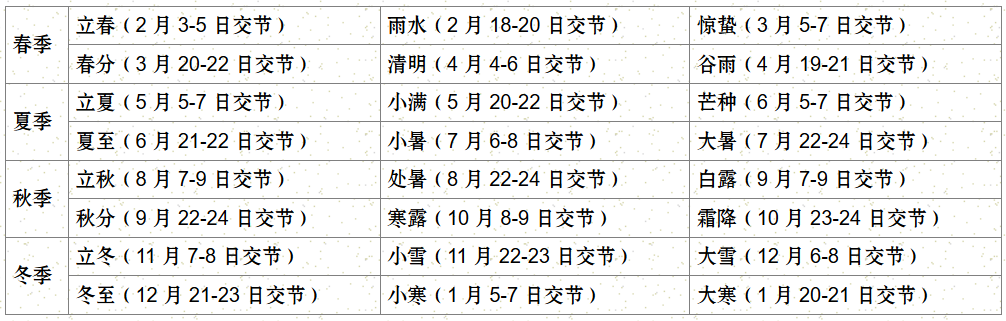 春季
立春（2 月 3-5 日交节） 雨水（2 月 18-20 日交节） 惊蛰（3 月 5-7 日交节）
春分（3 月 20-22 日交节） 清明（4 月 4-6 日交节） 谷雨（4 月 19-21 日交节）
夏季
立夏（5 月 5-7 日交节） 小满（5 月 20-22 日交节） 芒种（6 月 5-7 日交节）
夏至（6 月 21-22 日交节） 小暑（7 月 6-8 日交节） 大暑（7 月 22-24 日交节）
秋季
立秋（8 月 7-9 日交节） 处暑（8 月 22-24 日交节） 白露（9 月 7-9 日交节）
秋分（9 月 22-24 日交节） 寒露（10 月 8-9 日交节） 霜降（10 月 23-24 日交节）
冬季
立冬（11 月 7-8 日交节） 小雪（11 月 22-23 日交节） 大雪（12 月 6-8 日交节）
冬至（12 月 21-23 日交节） 小寒（1 月 5-7 日交节） 大寒（1 月 20-21 日交节）